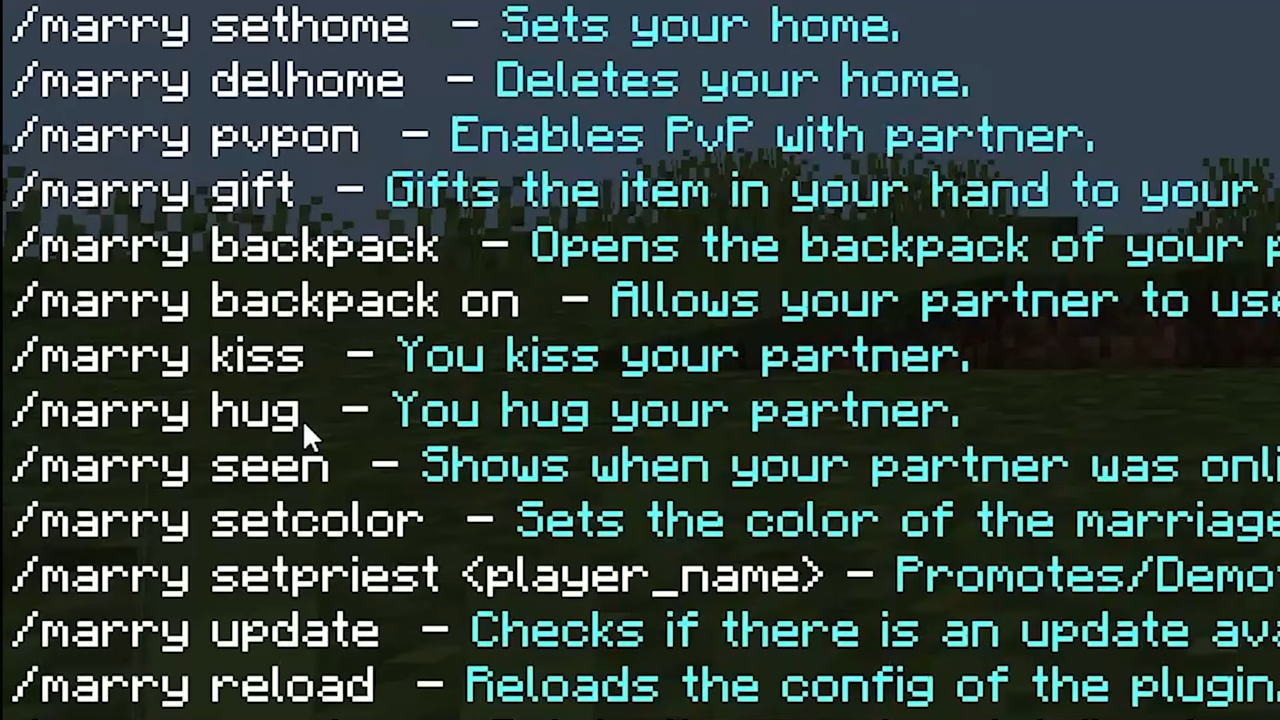 /marry sethome - Sets your home.
/marry delhome - Deletes your home.
/marry pvpon - Enables PvP with partner.
/marry gift - Gifts the item in your hand to your
/marry backpack - Opens the backpack of your p
/marry backpack on - Allows your partner to use
/marry kiss - You kiss your partner.
/marry hug - You hug your partner.
/marry seen - Shows when your partner was onli
/marry setcolor - Sets the color of the marriage
/marry setpriest <player_name> - Promotes/Demo
/marry update - Checks if there is an update ava
/marry reload - Reloads the config of the plugin.